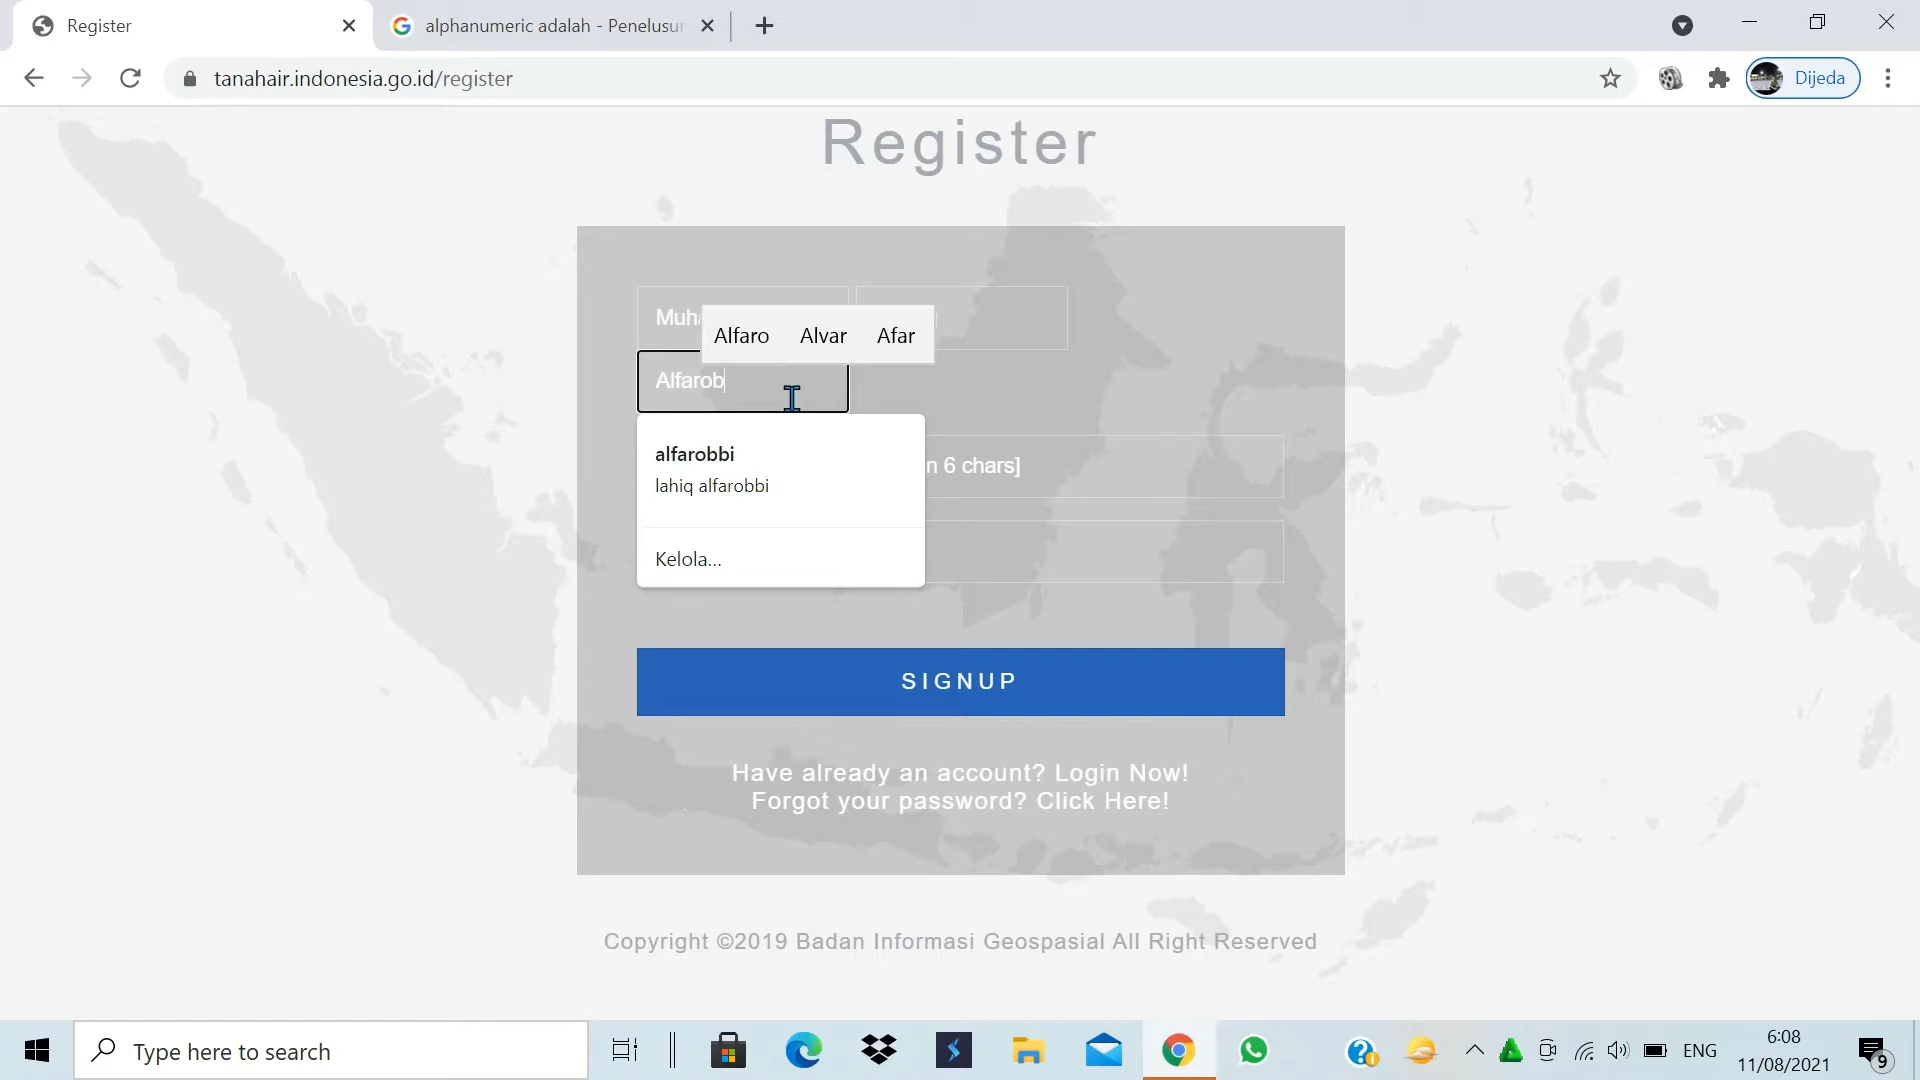 Register
alphanumeric adalah - Penelusur
tanahair.indonesia.go.id/register
Dijeda
Register
Muha
Alfaro Alvar Afar
Alfarob
alfarobbi
lahiq alfarobbi
n 6 chars]
Kelola...
SIGNUP
Have already an account? Login Now!
Forgot your password? Click Here!
Copyright ©2019 Badan Informasi Geospasial All Right Reserved
Type here to search
ENG
6:08
11/08/2021
9